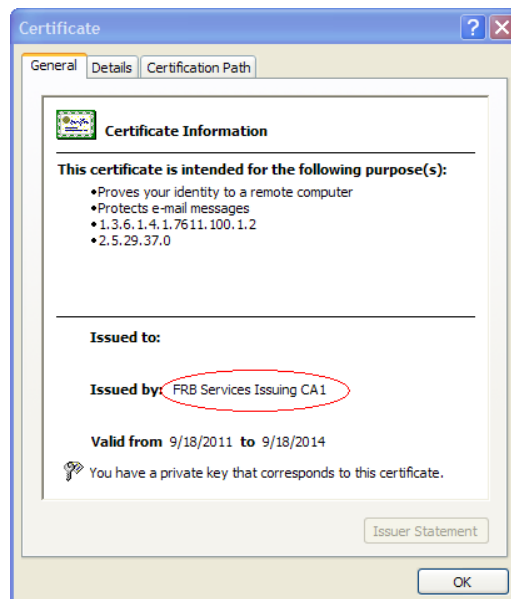 Certificate
General
Details
Certification Path
Certificate Information
This certificate is intended for the following purpose(s):
•Proves your identity to a remote computer
•Protects e-mail messages
•1.3.6.1.4.1.7611.100.1.2
•2.5.29.37.0
Issued to:
Issued by: FRB Services Issuing CA1
Valid from 9/18/2011 to 9/18/2014
You have a private key that corresponds to this certificate.
Issuer Statement
OK